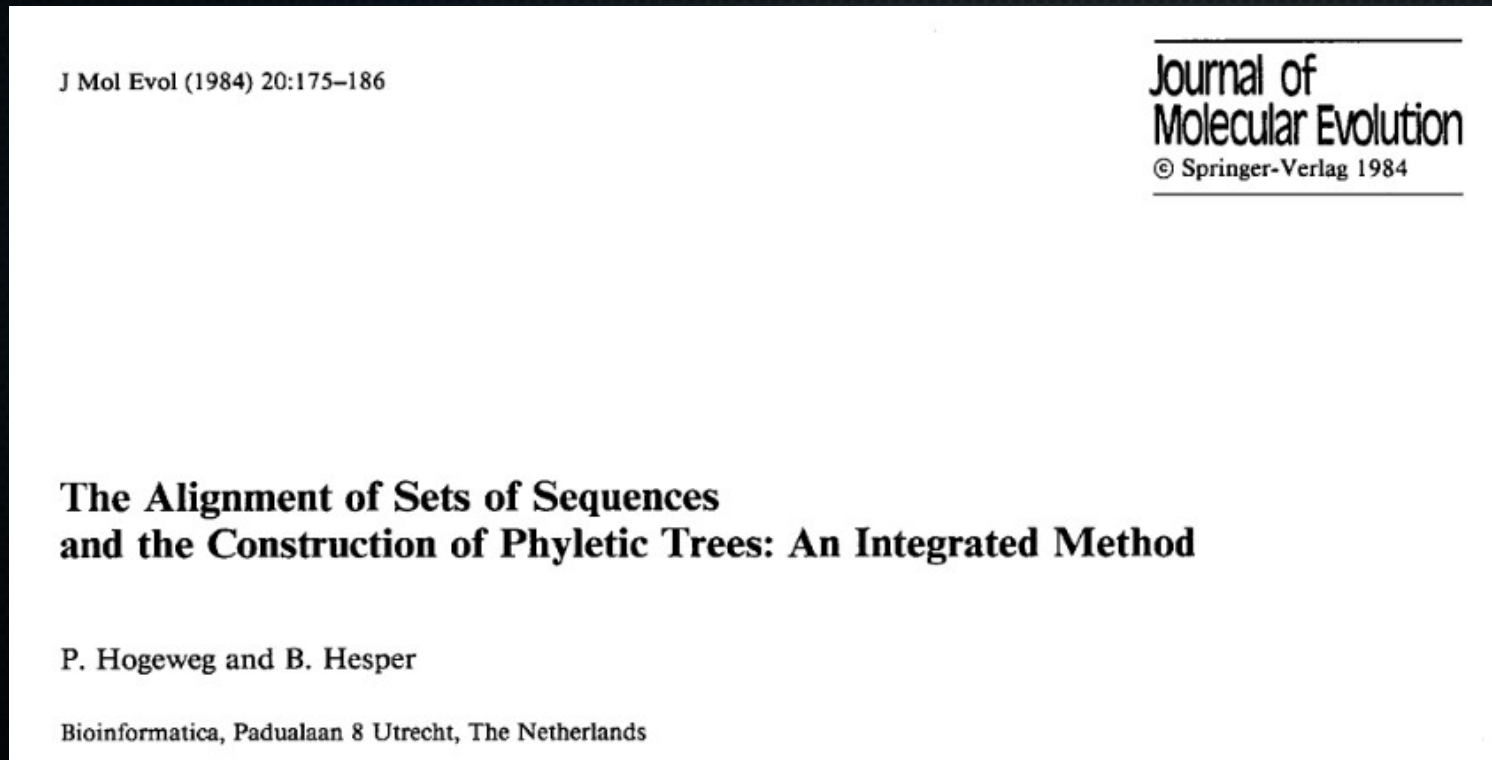 J Mol Evol (1984) 20:175–186
Journal of
Molecular Evolution
© Springer-Verlag 1984
The Alignment of Sets of Sequences
and the Construction of Phyletic Trees: An Integrated Method
P. Hogeweg and B. Hesper
Bioinformatica, Padualaan 8 Utrecht, The Netherlands